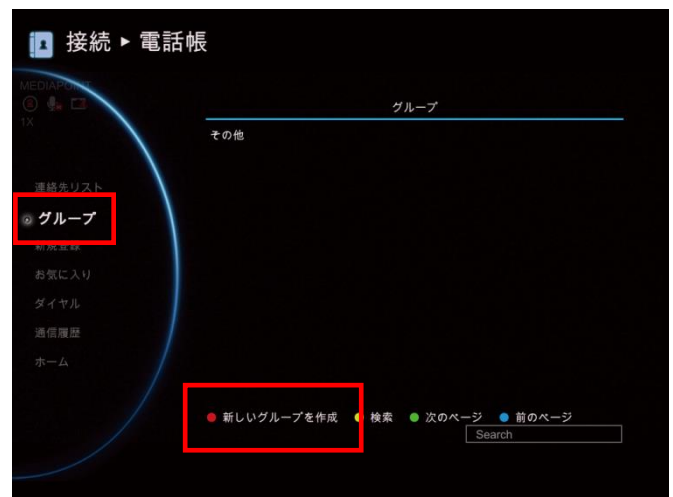 接続 ▶ 電話帳
MEDIAPOINT
1X
グループ
その他
連絡先リスト
グループ
新規登録
お気に入り
ダイヤル
通信履歴
ホーム
新しいグループを作成 検索 次のページ 前のページ
Search